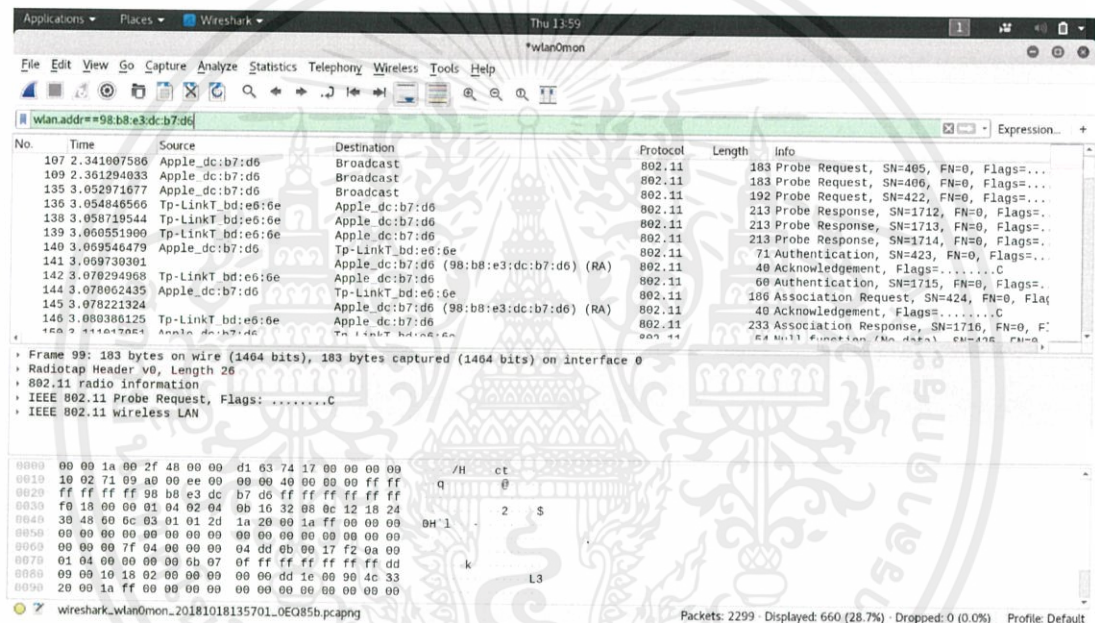 Applications Places Wireshark Thu 13:59 1
*wlan0mon
File Edit View Go Capture Analyze Statistics Telephony Wireless Tools Help
wlan.addr==98:b8:e3:dc:b7:d6 Expression... +
No. Time Source Destination Protocol Length Info
107 2.341007586 Apple_dc:b7:d6 Broadcast 802.11 183 Probe Request, SN=405, FN=0, Flags=....
109 2.361294033 Apple_dc:b7:d6 Broadcast 802.11 183 Probe Request, SN=406, FN=0, Flags=....
135 3.052971677 Apple_dc:b7:d6 Broadcast 802.11 192 Probe Request, SN=422, FN=0, Flags=....
136 3.054846566 Tp-LinkT_bd:e6:6e Apple_dc:b7:d6 802.11 213 Probe Response, SN=1712, FN=0, Flags=..
138 3.058719544 Tp-LinkT_bd:e6:6e Apple_dc:b7:d6 802.11 213 Probe Response, SN=1713, FN=0, Flags=..
139 3.060551900 Tp-LinkT_bd:e6:6e Apple_dc:b7:d6 802.11 213 Probe Response, SN=1714, FN=0, Flags=..
140 3.069546479 Apple_dc:b7:d6 Tp-LinkT_bd:e6:6e 802.11 71 Authentication, SN=423, FN=0, Flags=...
141 3.069730301 Apple_dc:b7:d6 (98:b8:e3:dc:b7:d6) (RA) 802.11 40 Acknowledgement, Flags=........C
142 3.070294968 Tp-LinkT_bd:e6:6e Apple_dc:b7:d6 802.11 60 Authentication, SN=1715, FN=0, Flags=..
144 3.078062435 Apple_dc:b7:d6 Tp-LinkT_bd:e6:6e 802.11 186 Association Request, SN=424, FN=0, Flag
145 3.078221324 Apple_dc:b7:d6 (98:b8:e3:dc:b7:d6) (RA) 802.11 40 Acknowledgement, Flags=........C
146 3.080386125 Tp-LinkT_bd:e6:6e Apple_dc:b7:d6 802.11 233 Association Response, SN=1716, FN=0, F
Frame 99: 183 bytes on wire (1464 bits), 183 bytes captured (1464 bits) on interface 0
Radiotap Header v0, Length 26
802.11 radio information
IEEE 802.11 Probe Request, Flags: ........C
IEEE 802.11 wireless LAN
0000 00 00 1a 00 2f 48 00 00 d1 63 74 17 00 00 00 00 /H ct
0010 10 02 71 09 a0 00 ee 00 00 00 40 00 00 00 ff ff q @
0020 ff ff ff ff 98 b8 e3 dc b7 d6 ff ff ff ff ff ff
0030 f0 18 00 00 01 04 02 04 0b 16 32 08 0c 12 18 24 2 $
0040 30 48 60 6c 03 01 01 2d 1a 20 00 1a ff 00 00 00 0H`l -
0050 00 00 00 00 00 00 00 00 00 00 00 00 00 00 00 00
0060 00 00 00 7f 04 00 00 00 04 dd 0b 00 17 f2 0a 00
0070 01 04 00 00 00 00 6b 07 0f ff ff ff ff ff ff dd k
0080 09 00 10 18 02 00 00 00 00 00 dd 1e 00 90 4c 33 L3
0090 20 00 1a ff 00 00 00 00 00 00 00 00 00 00 00 00
wireshark_wlan0mon_20181018135701_0EQ85b.pcapng Packets: 2299 · Displayed: 660 (28.7%) · Dropped: 0 (0.0%) Profile: Default